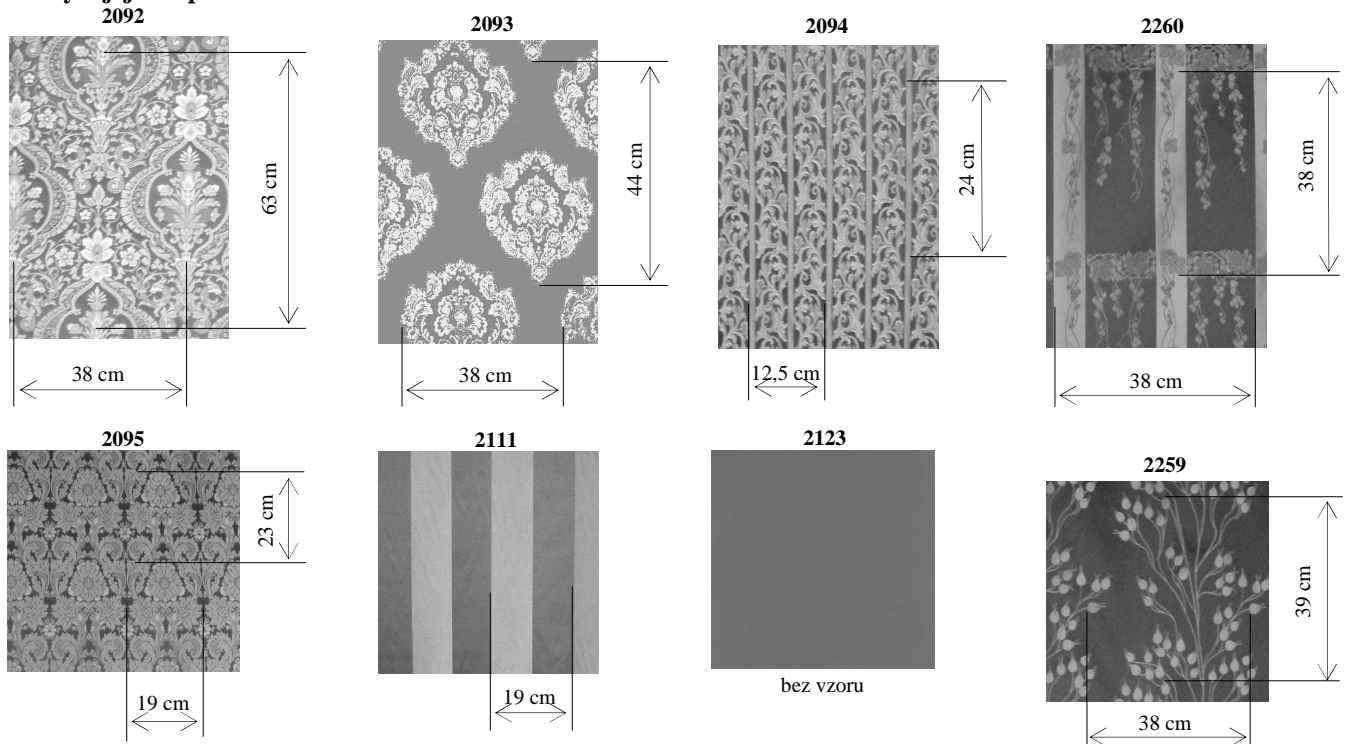 2092
2093
2094
2260
63 cm
44 cm
24 cm
38 cm
38 cm
38 cm
12,5 cm
38 cm
2095
2111
2123
2259
23 cm
39 cm
19 cm
19 cm
bez vzoru
38 cm